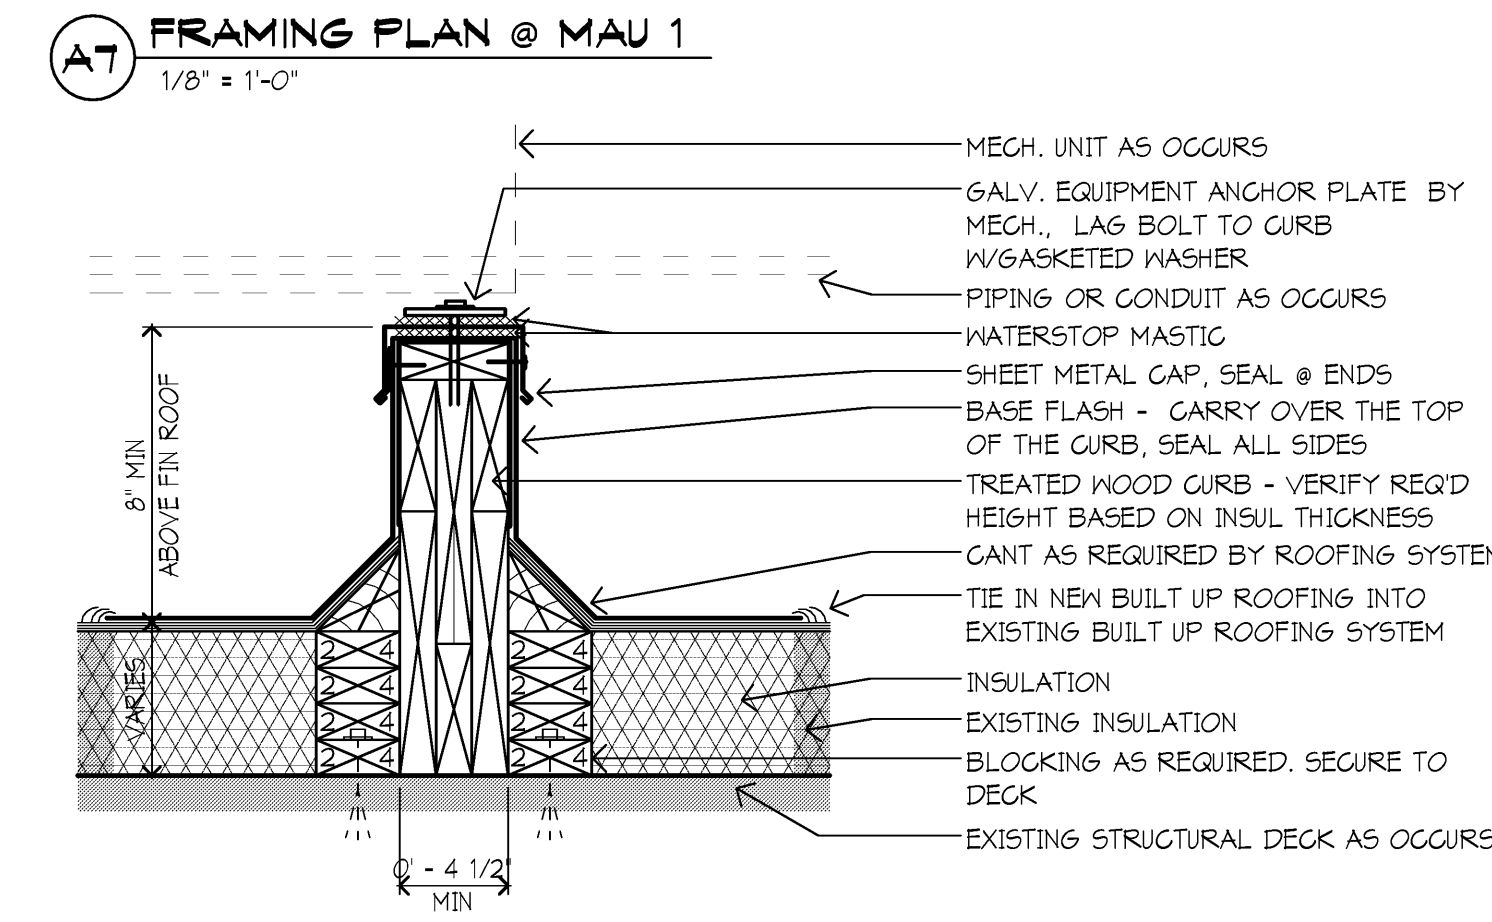 A7
FRAMING PLAN @ MAU 1
1/8" = 1'-0"
MECH. UNIT AS OCCURS
GALV. EQUIPMENT ANCHOR PLATE BY
MECH., LAG BOLT TO CURB
W/GASKETED WASHER
PIPING OR CONDUIT AS OCCURS
WATERSTOP MASTIC
SHEET METAL CAP, SEAL @ ENDS
BASE FLASH - CARRY OVER THE TOP
OF THE CURB, SEAL ALL SIDES
TREATED WOOD CURB - VERIFY REQ'D
HEIGHT BASED ON INSUL THICKNESS
CANT AS REQUIRED BY ROOFING SYSTEM
TIE IN NEW BUILT UP ROOFING INTO
EXISTING BUILT UP ROOFING SYSTEM
INSULATION
EXISTING INSULATION
BLOCKING AS REQUIRED. SECURE TO
DECK
EXISTING STRUCTURAL DECK AS OCCURS
8" MIN
ABOVE FIN ROOF
VARIES
2 4 2 4
2 4 2 4
2 4 2 4
2 4 2 4
0' - 4 1/2"
MIN